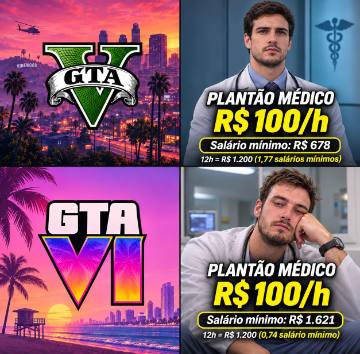 GTA
V
PLANTÃO MÉDICO
R$ 100/h
Salário mínimo: R$ 678
12h = R$ 1.200 (1,77 salários mínimos)
GTA
VI
PLANTÃO MÉDICO
R$ 100/h
Salário mínimo: R$ 1.621
12h = R$ 1.200 (0,74 salário mínimo)